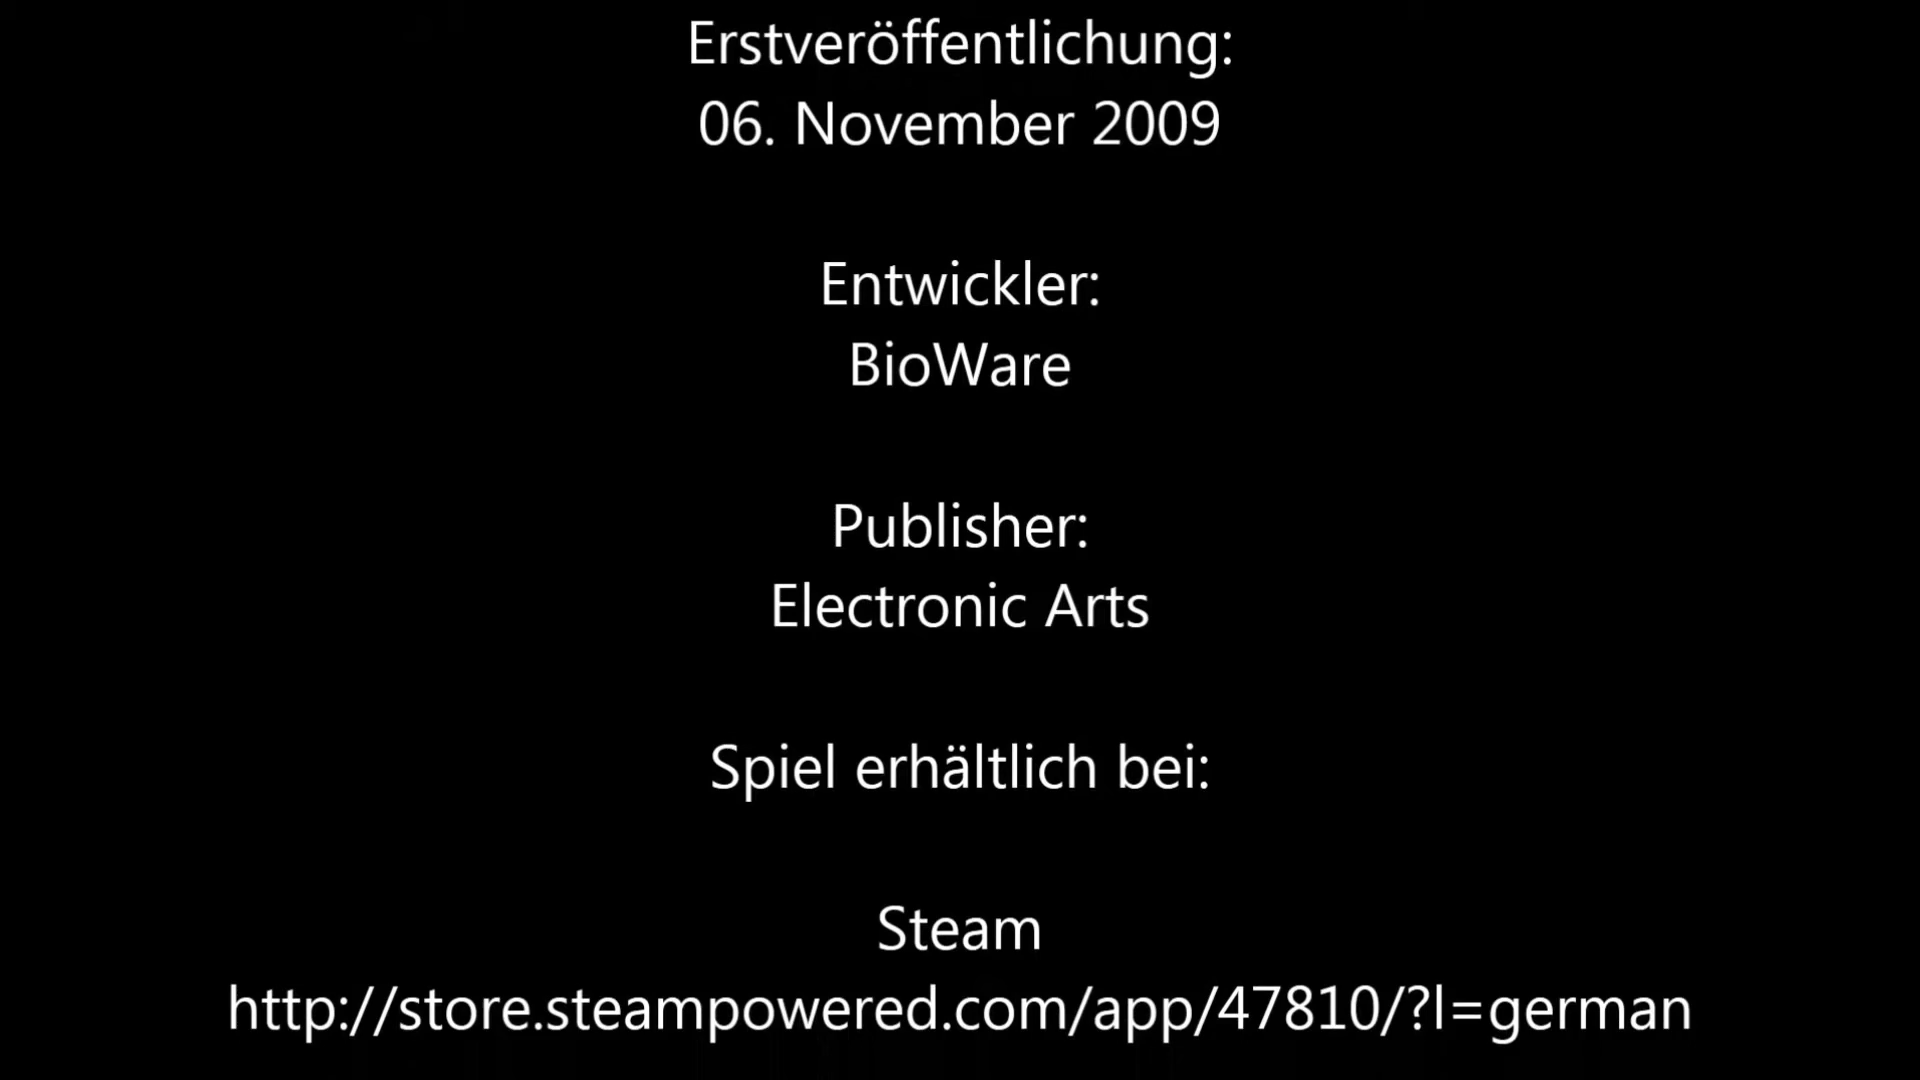 Erstveröffentlichung:
06. November 2009
Entwickler:
BioWare
Publisher:
Electronic Arts
Spiel erhältlich bei:
Steam
http://store.steampowered.com/app/47810/?l=german